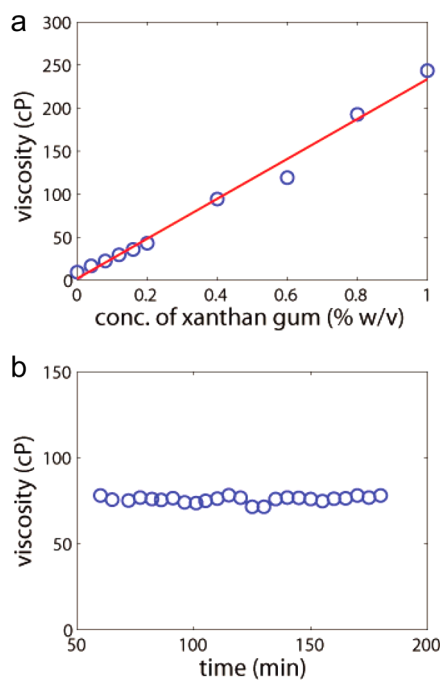 a
300
250
200
150
100
50
0
viscosity (cP)
0 0.2 0.4 0.6 0.8 1
conc. of xanthan gum (% w/v)
b
150
100
50
0
viscosity (cP)
50 100 150 200
time (min)